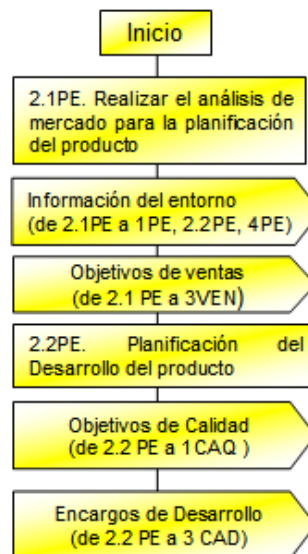 Inicio
2.1PE. Realizar el análisis de
mercado para la planificación
del producto
Información del entorno
(de 2.1PE a 1PE, 2.2PE, 4PE)
Objetivos de ventas
(de 2.1 PE a 3VEN)
2.2PE. Planificación del
Desarrollo del producto
Objetivos de Calidad
(de 2.2 PE a 1CAQ )
Encargos de Desarrollo
(de 2.2 PE a 3 CAD)